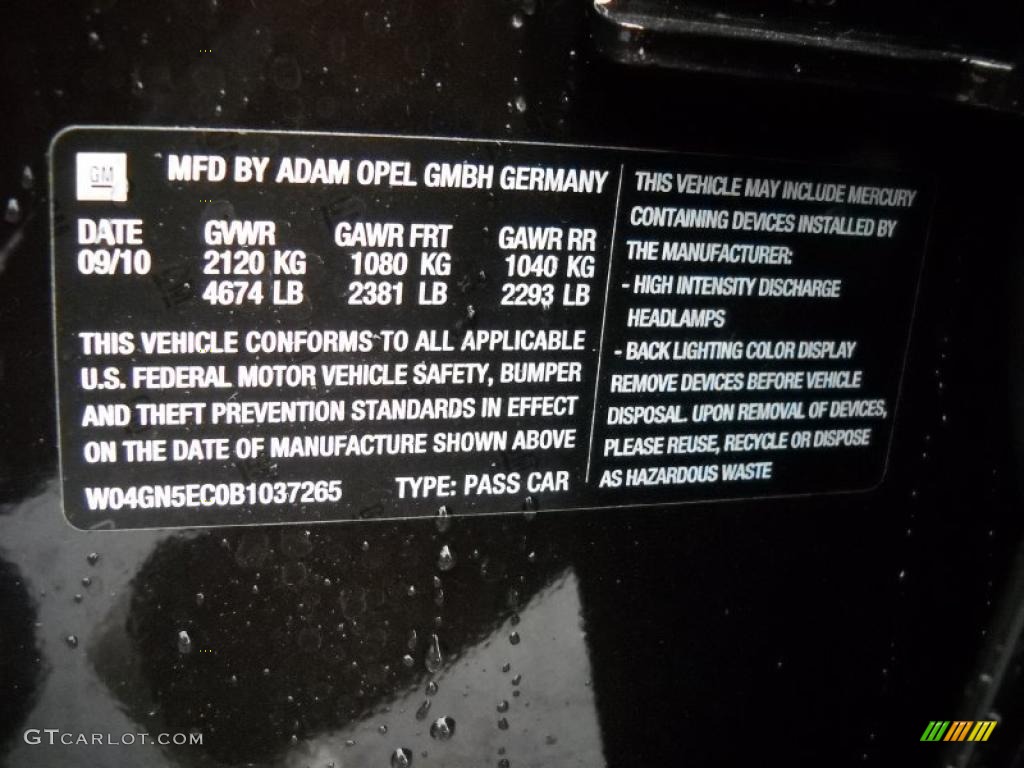 GM MFD BY ADAM OPEL GMBH GERMANY
DATE GVWR GAWR FRT GAWR RR
09/10 2120 KG 1080 KG 1040 KG
4674 LB 2381 LB 2293 LB
THIS VEHICLE CONFORMS TO ALL APPLICABLE
U.S. FEDERAL MOTOR VEHICLE SAFETY, BUMPER
AND THEFT PREVENTION STANDARDS IN EFFECT
ON THE DATE OF MANUFACTURE SHOWN ABOVE
W04GN5EC0B1037265 TYPE: PASS CAR
THIS VEHICLE MAY INCLUDE MERCURY
CONTAINING DEVICES INSTALLED BY
THE MANUFACTURER:
- HIGH INTENSITY DISCHARGE
HEADLAMPS
- BACK LIGHTING COLOR DISPLAY
REMOVE DEVICES BEFORE VEHICLE
DISPOSAL. UPON REMOVAL OF DEVICES,
PLEASE REUSE, RECYCLE OR DISPOSE
AS HAZARDOUS WASTE
GTCARLOT.COM